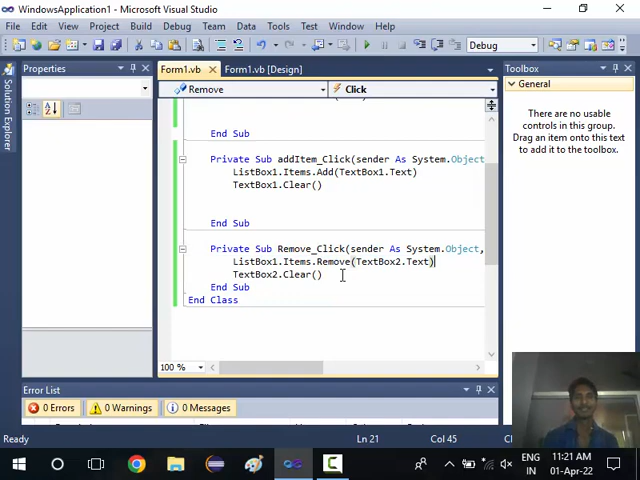 WindowsApplication1 - Microsoft Visual Studio
File Edit View Project Build Debug Team Data Tools Test
Window Help
Debug
Properties
Form1.vb
Form1.vb [Design]
Toolbox
Remove
Click
General
Solution Explorer
There are no usable
controls in this group.
Drag an item onto this text
to add it to the toolbox.
End Sub
Private Sub addItem_Click(sender As System.Object
ListBox1.Items.Add(TextBox1.Text)
TextBox1.Clear()
End Sub
Private Sub Remove_Click(sender As System.Object,
ListBox1.Items.Remove(TextBox2.Text)
TextBox2.Clear()
End Sub
End Class
100 %
Error List
0 Errors
0 Warnings
0 Messages
Ready
Ln 21
Col 45
ENG
IN
11:21 AM
01-Apr-22